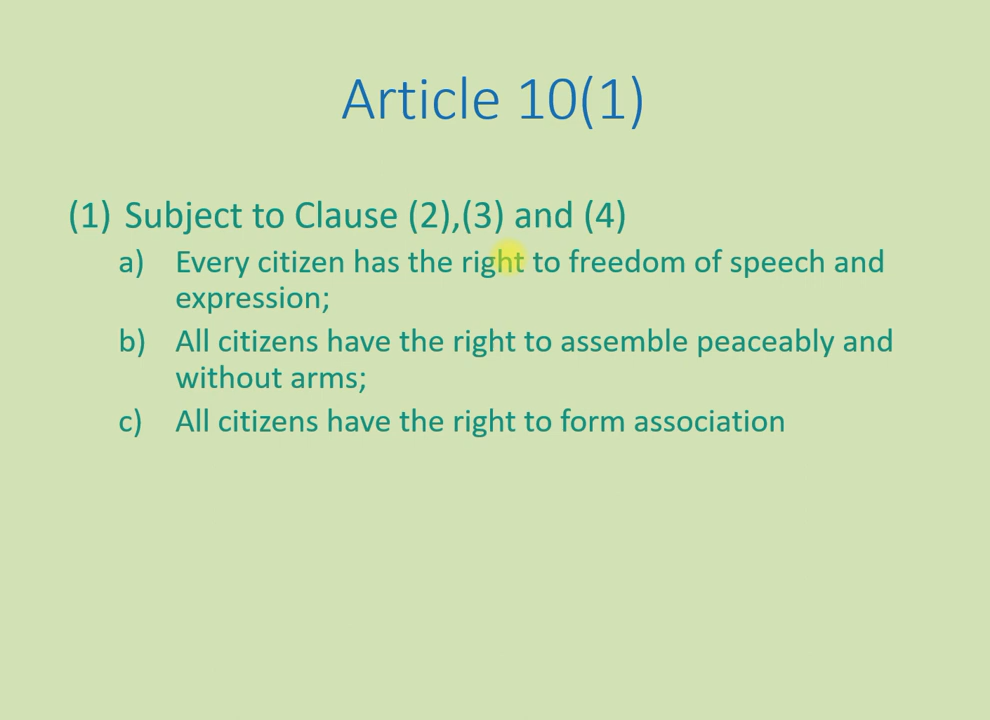 Article 10(1)
(1) Subject to Clause (2),(3) and (4)
a) Every citizen has the right to freedom of speech and
expression;
b) All citizens have the right to assemble peaceably and
without arms;
c) All citizens have the right to form association